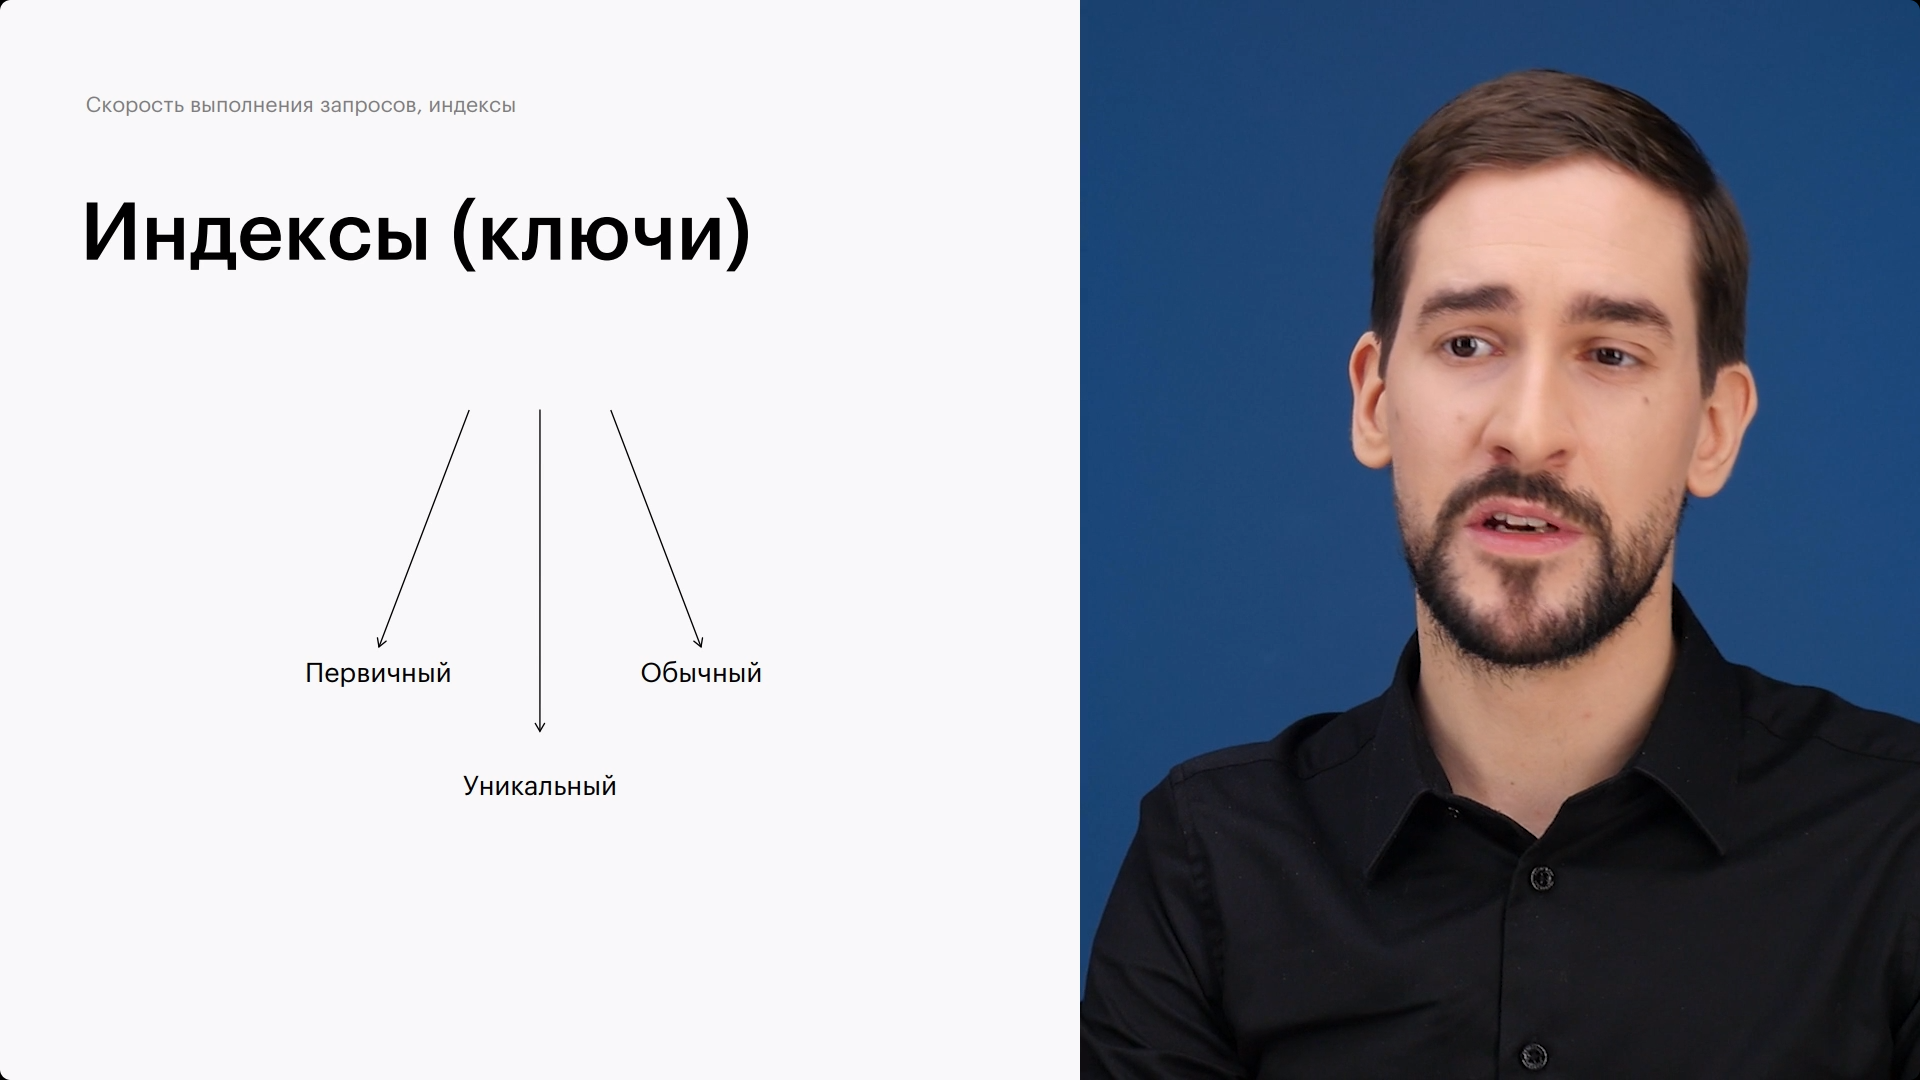 Скорость выполнения запросов, индексы
Индексы (ключи)
Первичный
Обычный
Уникальный